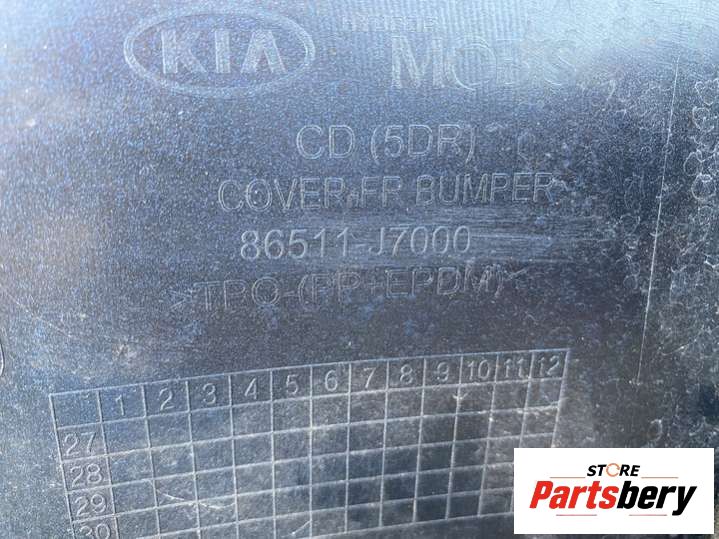 KIA
MOBIS
CD (5DR)
COVER-FR BUMPER
86511-J7000
>TPO-(PP+EPDM)<
1 2 3 4 5 6 7 8 9 10 11 12
27
28
29
30
STORE
Partsbery